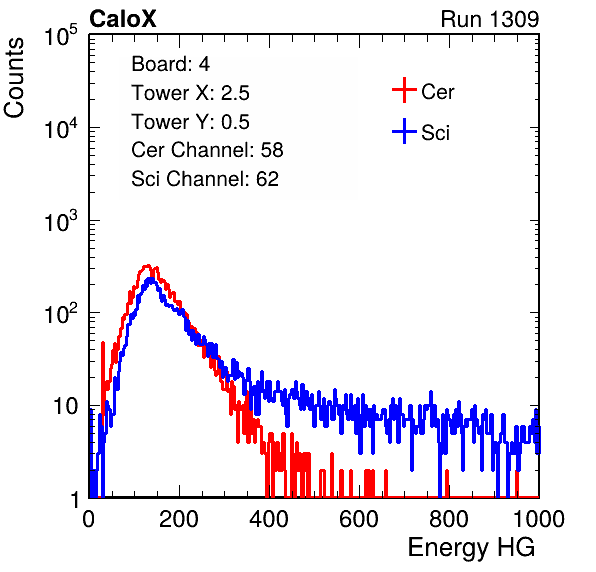 CaloX Run 1309
Counts
10^5
10^4
10^3
10^2
10
1
Board: 4
Tower X: 2.5
Tower Y: 0.5
Cer Channel: 58
Sci Channel: 62
Cer
Sci
0 200 400 600 800 1000
Energy HG